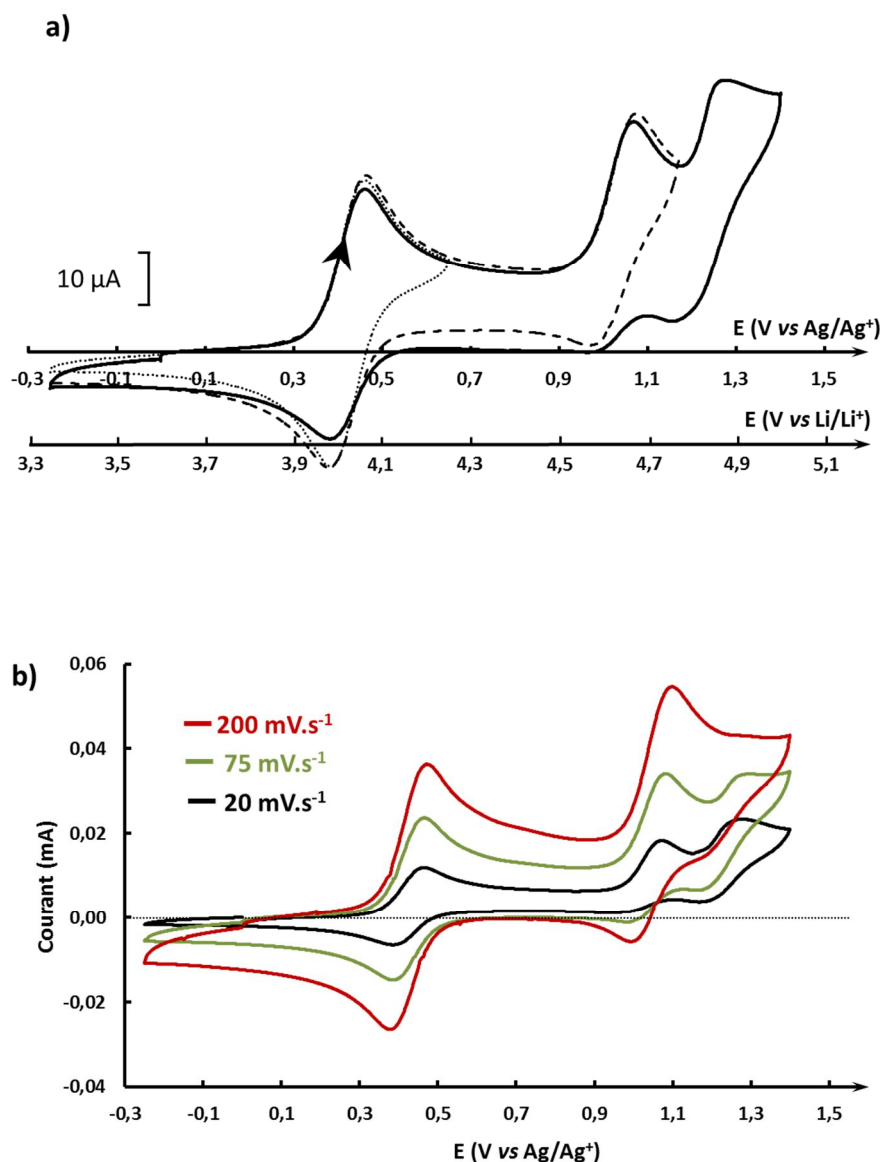 a)
10 µA
E (V vs Ag/Ag⁺)
-0,3 -0,1 0,1 0,3 0,5 0,7 0,9 1,1 1,3 1,5
E (V vs Li/Li⁺)
3,3 3,5 3,7 3,9 4,1 4,3 4,5 4,7 4,9 5,1
b)
Courant (mA)
0,06
0,04
0,02
0,00
-0,02
-0,04
200 mV.s⁻¹
75 mV.s⁻¹
20 mV.s⁻¹
-0,3 -0,1 0,1 0,3 0,5 0,7 0,9 1,1 1,3 1,5
E (V vs Ag/Ag⁺)